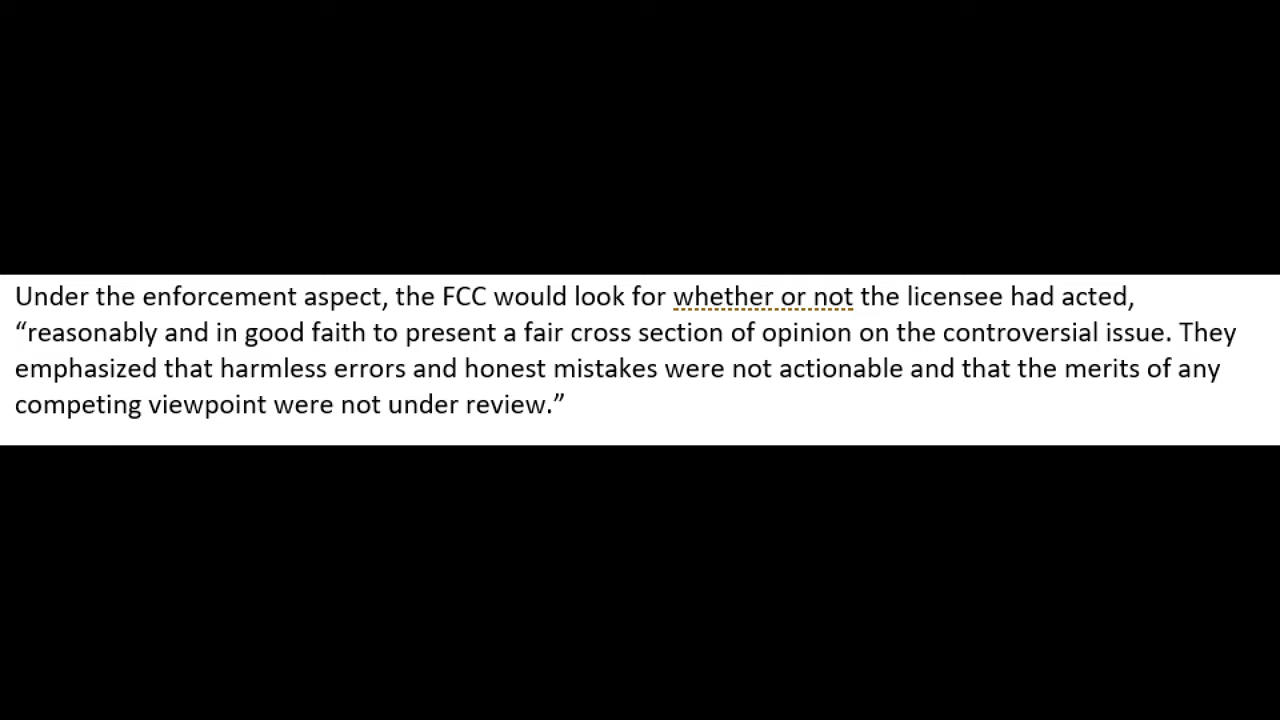 Under the enforcement aspect, the FCC would look for whether or not the licensee had acted,
“reasonably and in good faith to present a fair cross section of opinion on the controversial issue. They
emphasized that harmless errors and honest mistakes were not actionable and that the merits of any
competing viewpoint were not under review.”